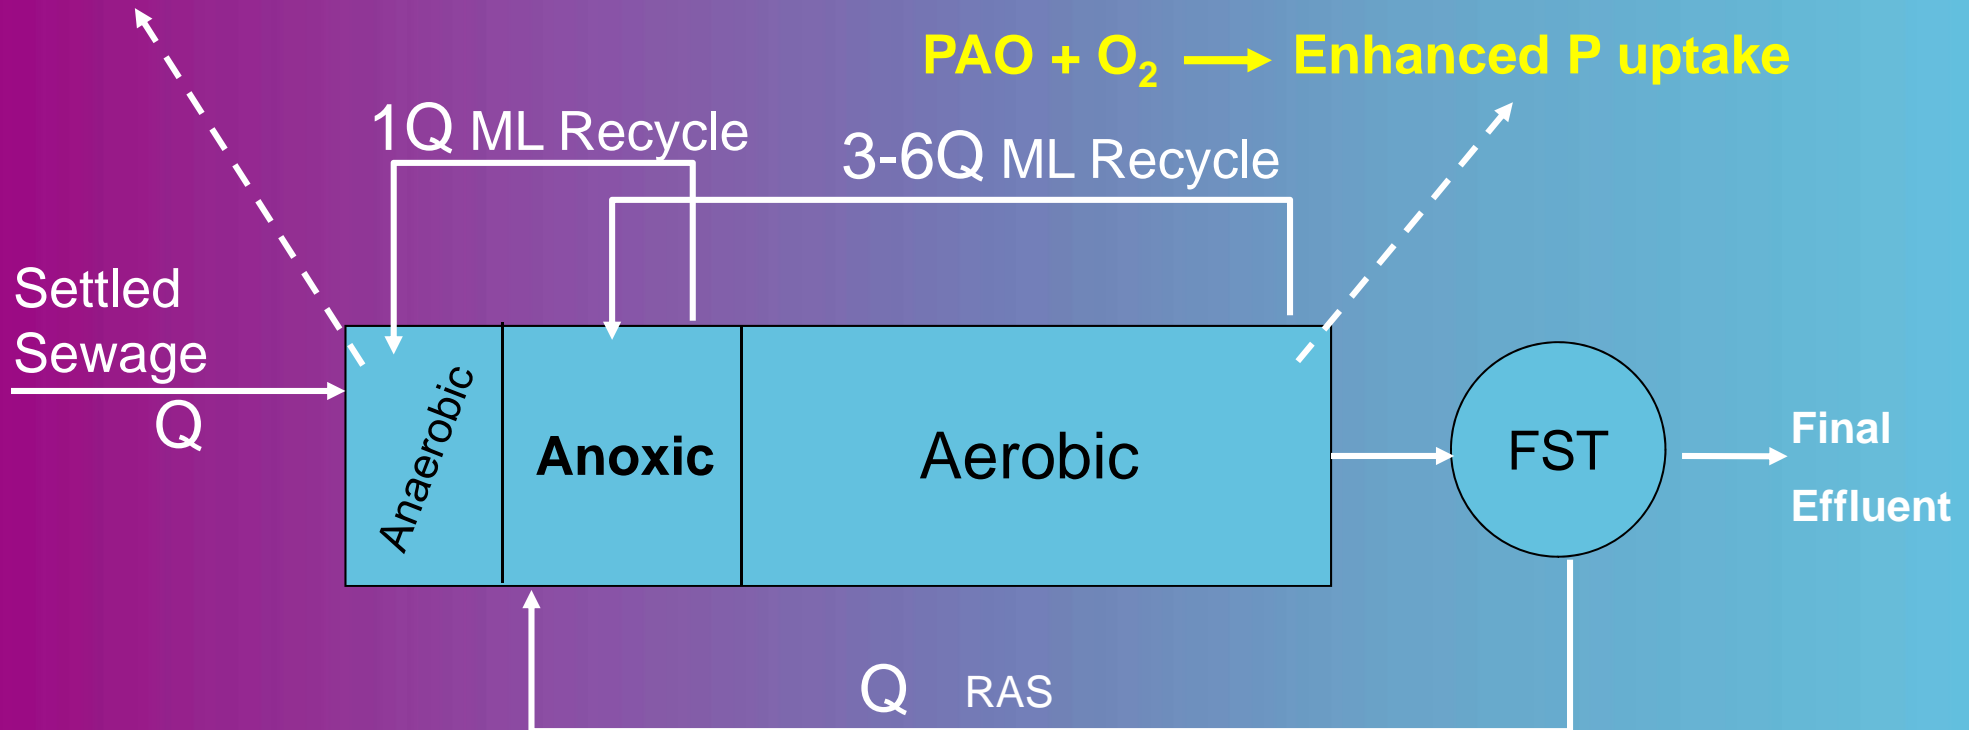 PAO + O₂ → Enhanced P uptake
1Q ML Recycle
3-6Q ML Recycle
Settled
Sewage
Q
Anaerobic
Anoxic
Aerobic
FST
Final
Effluent
Q RAS